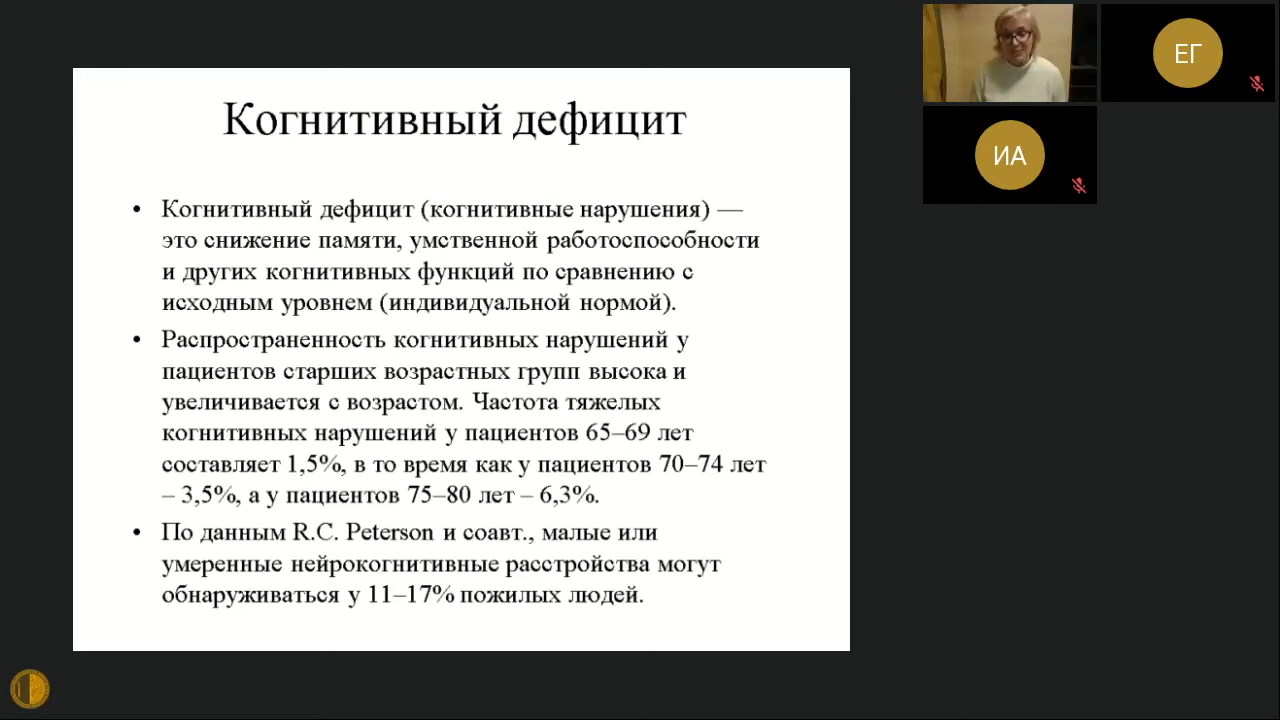 Когнитивный дефицит
• Когнитивный дефицит (когнитивные нарушения) —
это снижение памяти, умственной работоспособности
и других когнитивных функций по сравнению с
исходным уровнем (индивидуальной нормой).
• Распространенность когнитивных нарушений у
пациентов старших возрастных групп высока и
увеличивается с возрастом. Частота тяжелых
когнитивных нарушений у пациентов 65–69 лет
составляет 1,5%, в то время как у пациентов 70–74 лет
– 3,5%, а у пациентов 75–80 лет – 6,3%.
• По данным R.C. Peterson и соавт., малые или
умеренные нейрокогнитивные расстройства могут
обнаруживаться у 11–17% пожилых людей.
ЕГ
ИА